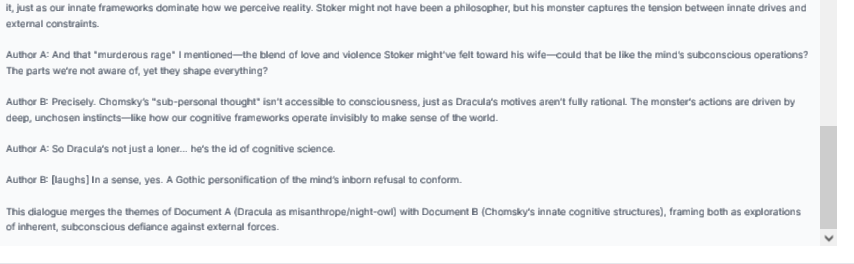 it, just as our innate frameworks dominate how we perceive reality. Stoker might not have been a philosopher, but his monster captures the tension between innate drives and
external constraints.
Author A: And that "murderous rage" I mentioned—the blend of love and violence Stoker might've felt toward his wife—could that be like the mind's subconscious operations?
The parts we're not aware of, yet they shape everything?
Author B: Precisely. Chomsky's "sub-personal thought" isn't accessible to consciousness, just as Dracula's motives aren't fully rational. The monster's actions are driven by
deep, unchosen instincts—like how our cognitive frameworks operate invisibly to make sense of the world.
Author A: So Dracula's not just a loner... he's the id of cognitive science.
Author B: [laughs] In a sense, yes. A Gothic personification of the mind's inborn refusal to conform.
This dialogue merges the themes of Document A (Dracula as misanthrope/night-owl) with Document B (Chomsky's innate cognitive structures), framing both as explorations
of inherent, subconscious defiance against external forces.